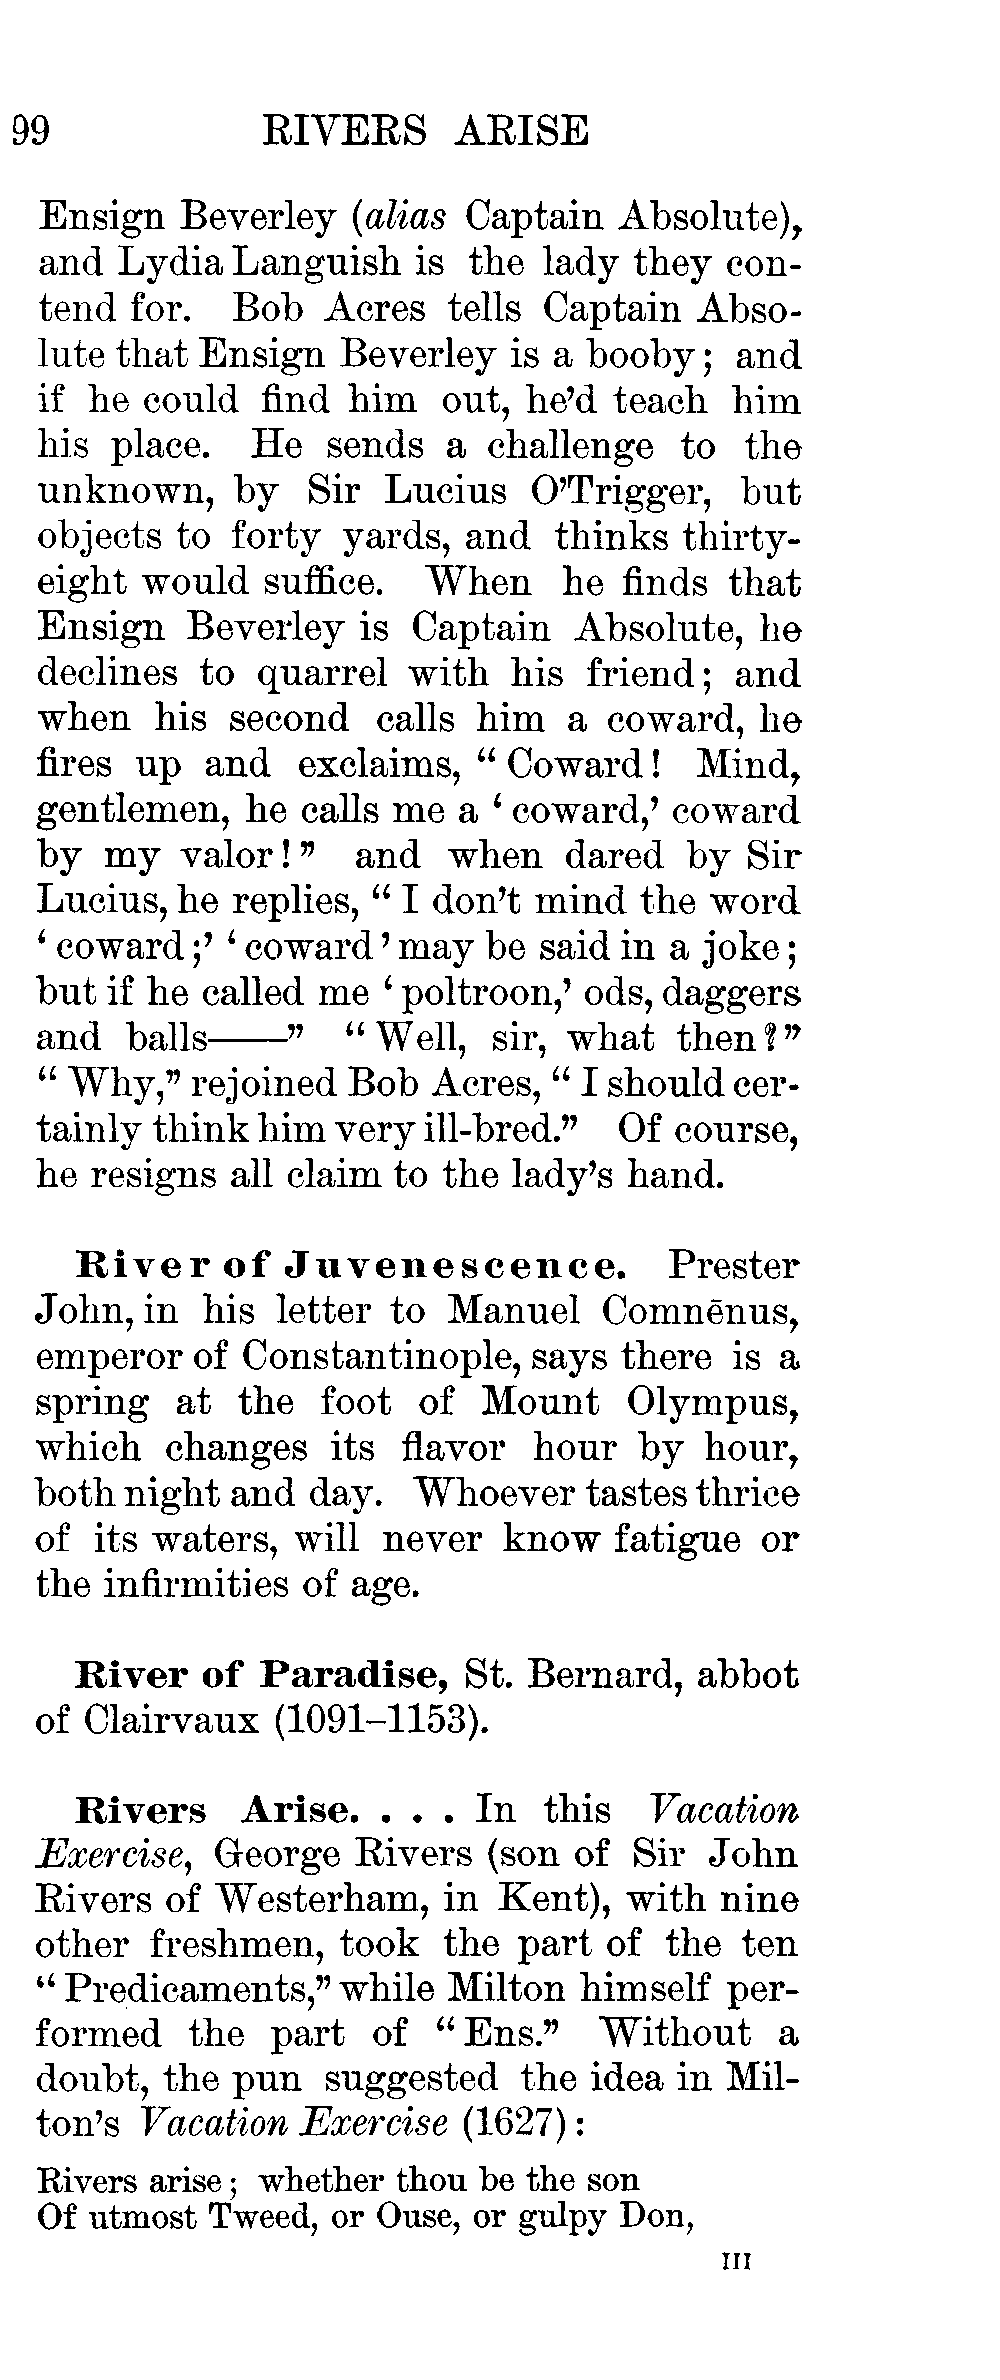 99 RIVERS ARISE
Ensign Beverley (alias Captain Absolute),
and Lydia Languish is the lady they con-
tend for. Bob Acres tells Captain Abso-
lute that Ensign Beverley is a booby; and
if he could find him out, he'd teach him
his place. He sends a challenge to the
unknown, by Sir Lucius O'Trigger, but
objects to forty yards, and thinks thirty-
eight would suffice. When he finds that
Ensign Beverley is Captain Absolute, he
declines to quarrel with his friend; and
when his second calls him a coward, he
fires up and exclaims, “Coward! Mind,
gentlemen, he calls me a ‘coward,’ coward
by my valor!” and when dared by Sir
Lucius, he replies, “I don't mind the word
‘coward;’ ‘coward’ may be said in a joke;
but if he called me ‘poltroon,’ ods, daggers
and balls——” “Well, sir, what then?”
“Why,” rejoined Bob Acres, “I should cer-
tainly think him very ill-bred.” Of course,
he resigns all claim to the lady's hand.
River of Juvenescence. Prester
John, in his letter to Manuel Comnēnus,
emperor of Constantinople, says there is a
spring at the foot of Mount Olympus,
which changes its flavor hour by hour,
both night and day. Whoever tastes thrice
of its waters, will never know fatigue or
the infirmities of age.
River of Paradise, St. Bernard, abbot
of Clairvaux (1091–1153).
Rivers Arise. . . . In this Vacation
Exercise, George Rivers (son of Sir John
Rivers of Westerham, in Kent), with nine
other freshmen, took the part of the ten
“Predicaments,” while Milton himself per-
formed the part of “Ens.” Without a
doubt, the pun suggested the idea in Mil-
ton's Vacation Exercise (1627):
Rivers arise; whether thou be the son
Of utmost Tweed, or Ouse, or gulpy Don,
III